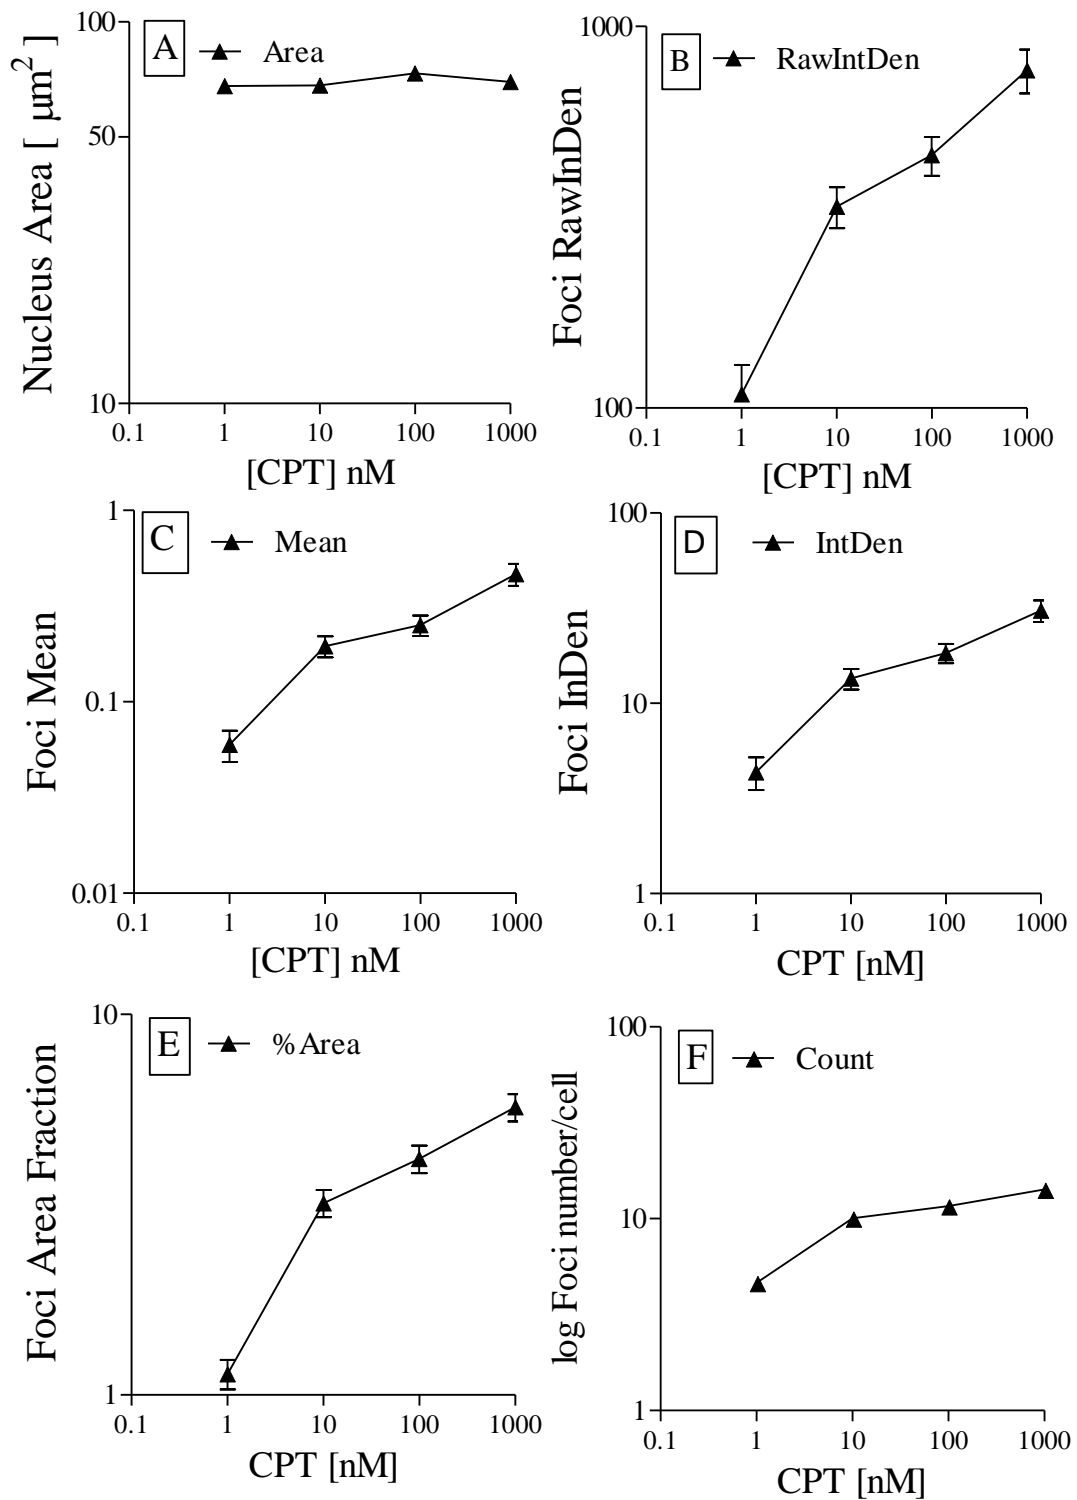 A
Area
100
50
10
Nucleus Area [ μm2 ]
0.1 1 10 100 1000
[CPT] nM
B
RawIntDen
1000
100
Foci RawInDen
0.1 1 10 100 1000
[CPT] nM
C
Mean
1
0.1
0.01
Foci Mean
0.1 1 10 100 1000
[CPT] nM
D
IntDen
100
10
1
Foci InDen
0.1 1 10 100 1000
CPT [nM]
E
%Area
10
1
Foci Area Fraction
0.1 1 10 100 1000
CPT [nM]
F
Count
100
10
1
log Foci number/cell
0.1 1 10 100 1000
CPT [nM]